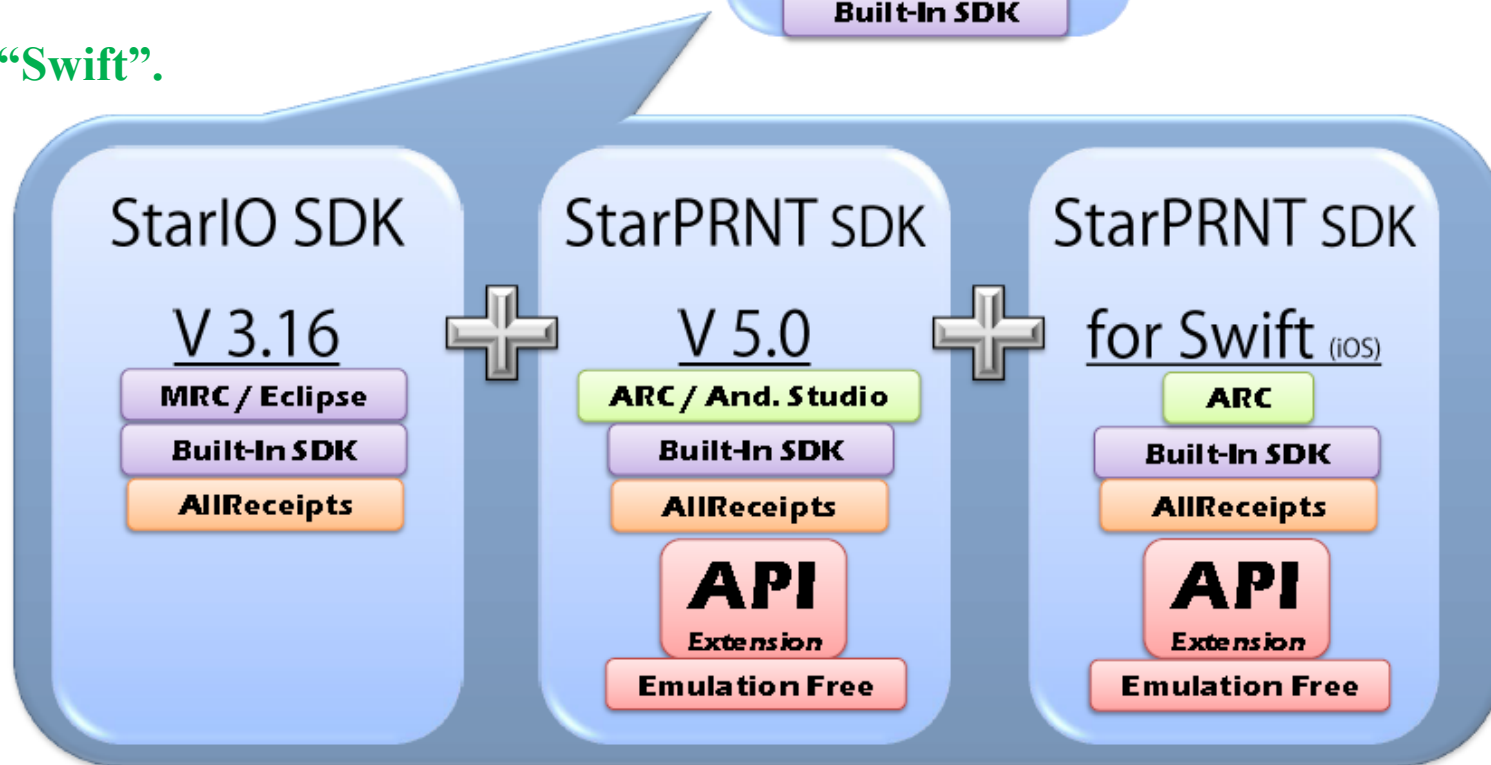 Built-In SDK
“Swift”.
StarIO SDK
V 3.16
MRC / Eclipse
Built-In SDK
AllReceipts
StarPRNT SDK
V 5.0
ARC / And. Studio
Built-In SDK
AllReceipts
API
Extension
Emulation Free
StarPRNT SDK
for Swift (iOS)
ARC
Built-In SDK
AllReceipts
API
Extension
Emulation Free